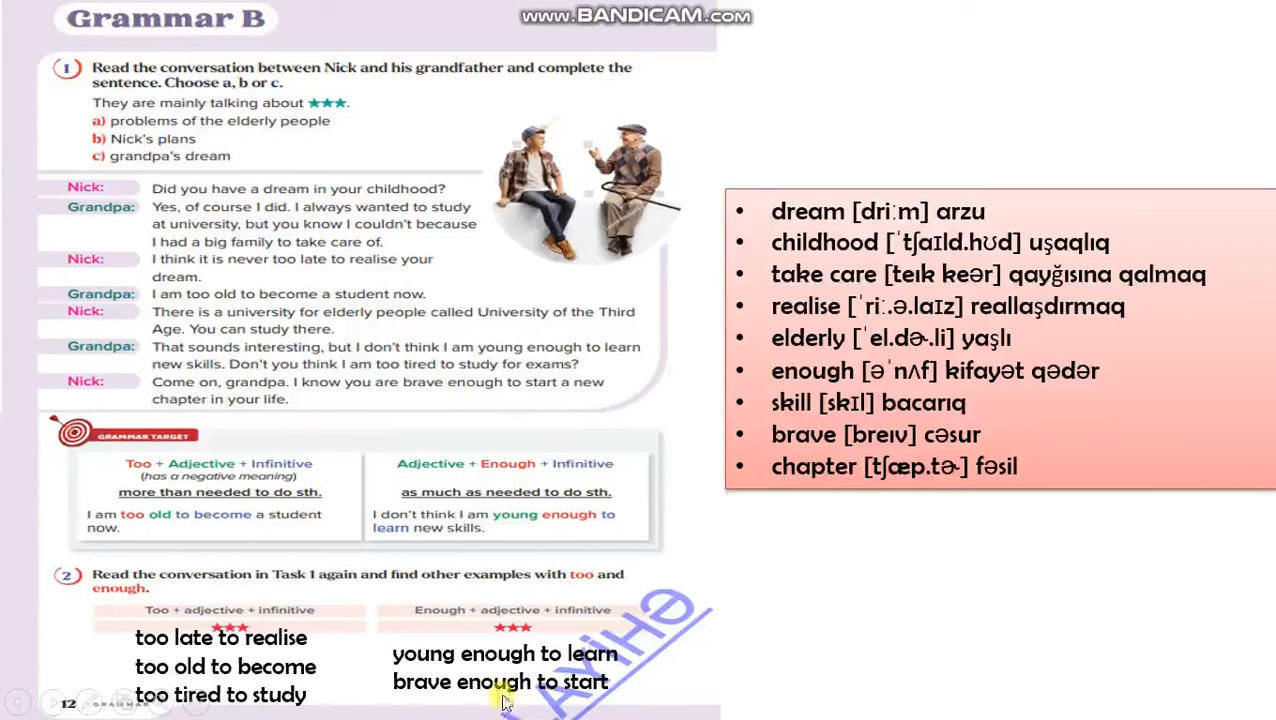 www.BANDICAM.com
Grammar B
1 Read the conversation between Nick and his grandfather and complete the
sentence. Choose a, b or c.
They are mainly talking about ★★★.
a) problems of the elderly people
b) Nick's plans
c) grandpa's dream
Nick: Did you have a dream in your childhood?
Grandpa: Yes, of course I did. I always wanted to study
at university, but you know I couldn't because
I had a big family to take care of.
Nick: I think it is never too late to realise your
dream.
Grandpa: I am too old to become a student now.
Nick: There is a university for elderly people called University of the Third
Age. You can study there.
Grandpa: That sounds interesting, but I don't think I am young enough to learn
new skills. Don't you think I am too tired to study for exams?
Nick: Come on, grandpa. I know you are brave enough to start a new
chapter in your life.
GRAMMAR TARGET
Too + Adjective + Infinitive
(has a negative meaning)
more than needed to do sth.
I am too old to become a student
now.
Adjective + Enough + Infinitive
as much as needed to do sth.
I don't think I am young enough to
learn new skills.
2 Read the conversation in Task 1 again and find other examples with too and
enough.
Too + adjective + infinitive
★★★
too late to realise
too old to become
too tired to study
Enough + adjective + infinitive
★★★
young enough to learn
brave enough to start
12 GRAMMAR B
LAYİHƏ
• dream [driːm] arzu
• childhood [ˈtʃaɪld.hʊd] uşaqlıq
• take care [teɪk keər] qayğısına qalmaq
• realise [ˈriː.ə.laɪz] reallaşdırmaq
• elderly [ˈel.dɚ.li] yaşlı
• enough [əˈnʌf] kifayət qədər
• skill [skɪl] bacarıq
• brave [breɪv] cəsur
• chapter [tʃæp.tɚ] fəsil